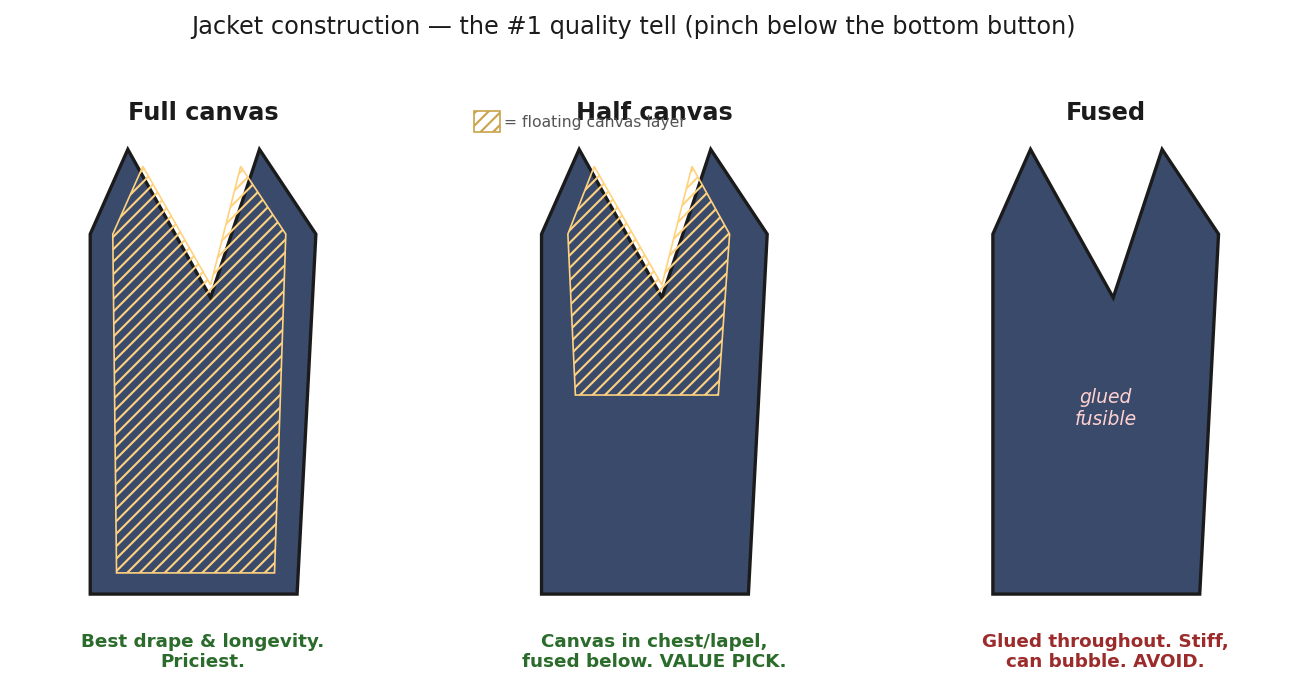 Jacket construction — the #1 quality tell (pinch below the bottom button)
Full canvas
Half canvas
Fused
= floating canvas layer
glued
fusible
Best drape & longevity.
Priciest.
Canvas in chest/lapel,
fused below. VALUE PICK.
Glued throughout. Stiff,
can bubble. AVOID.